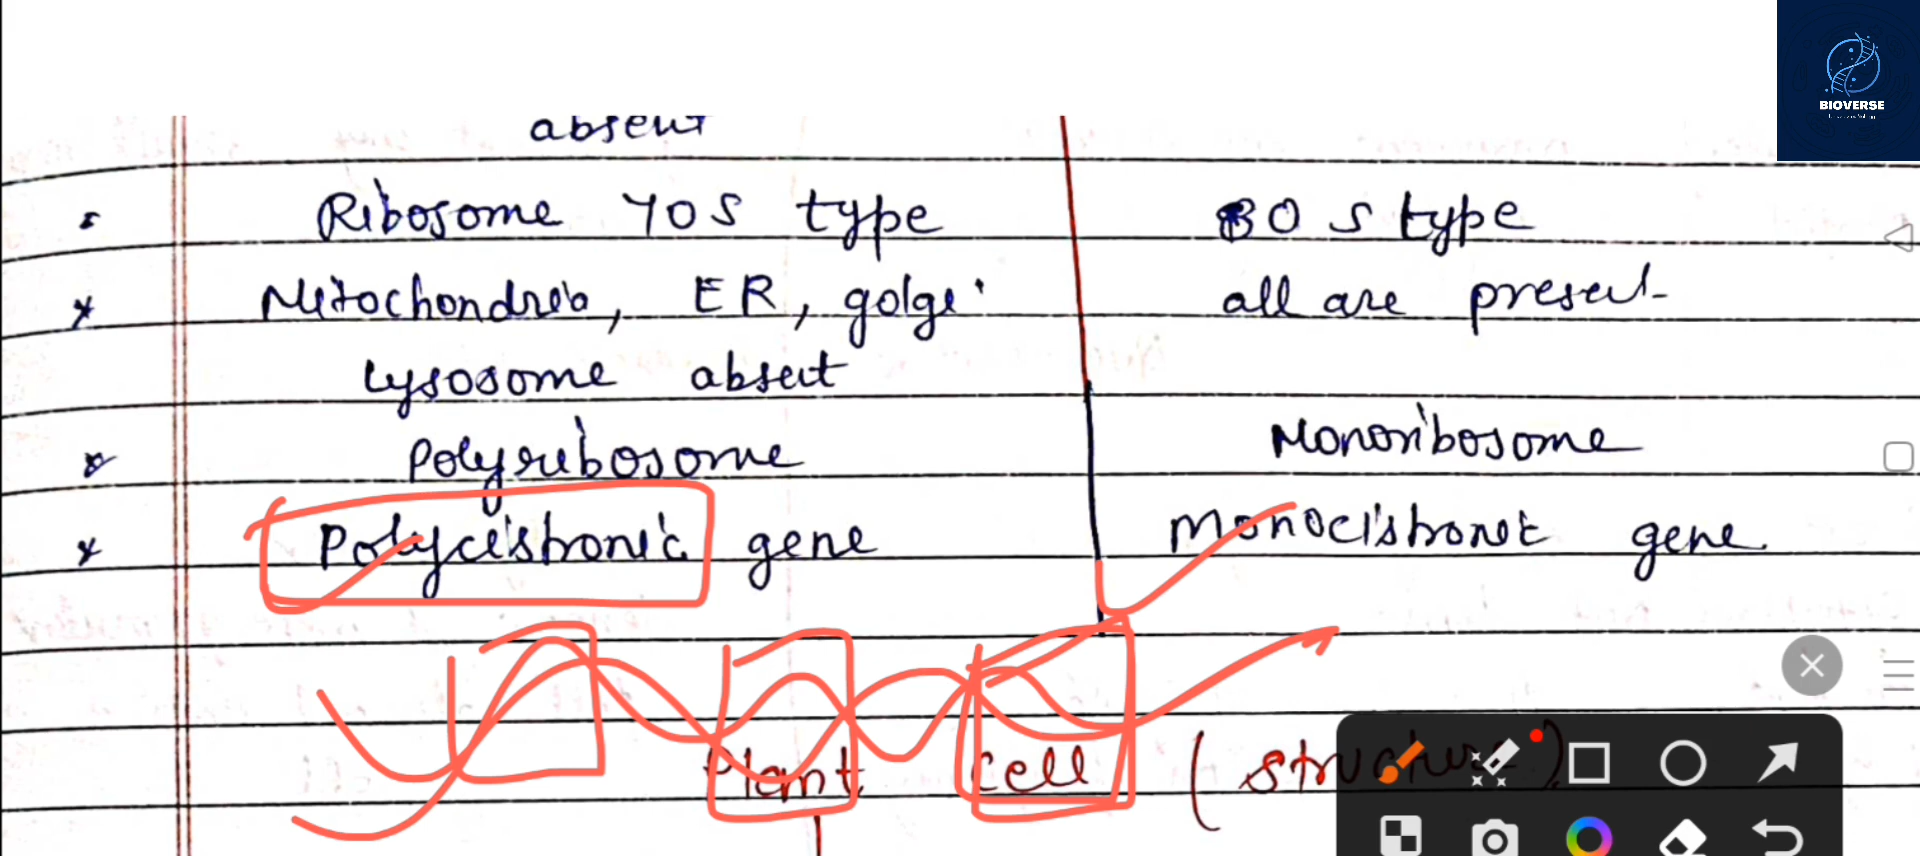 BIOVERSE
absent
Ribosome 70S type 80 S type
Mitochondria, ER, golgi all are present
Lysosome absent
Polyribosome Monoribosome
Polycistronic gene Monocistronic gene
Plant cell (structure)